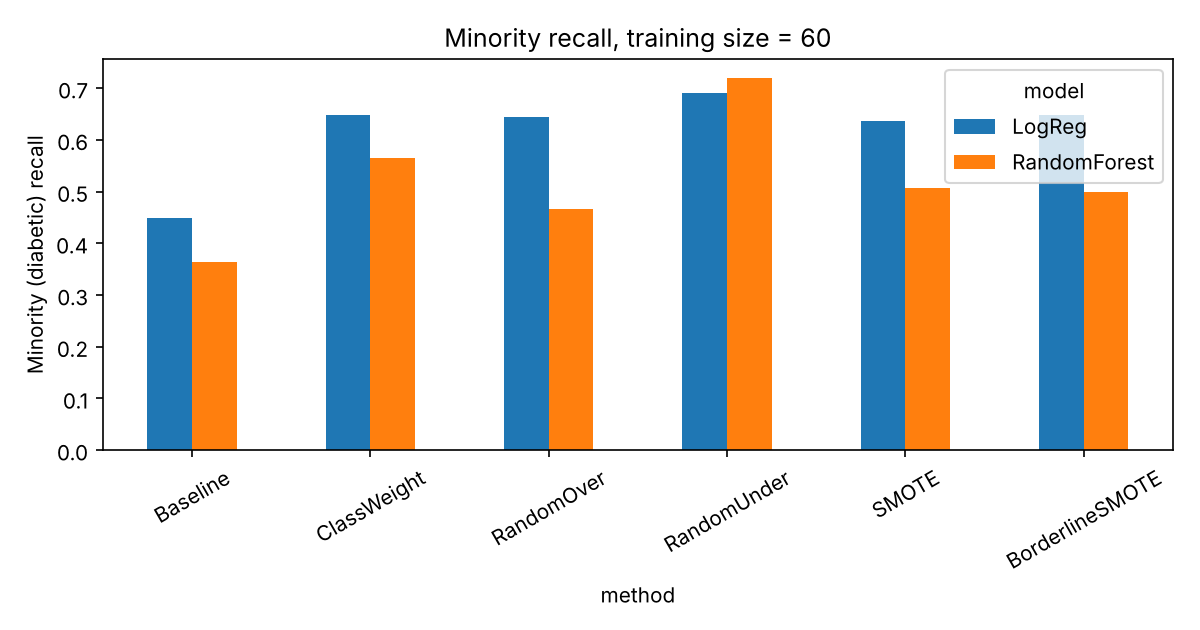 Minority recall, training size = 60
Minority (diabetic) recall
0.7
0.6
0.5
0.4
0.3
0.2
0.1
0.0
model
LogReg
RandomForest
Baseline
ClassWeight
RandomOver
RandomUnder
SMOTE
BorderlineSMOTE
method